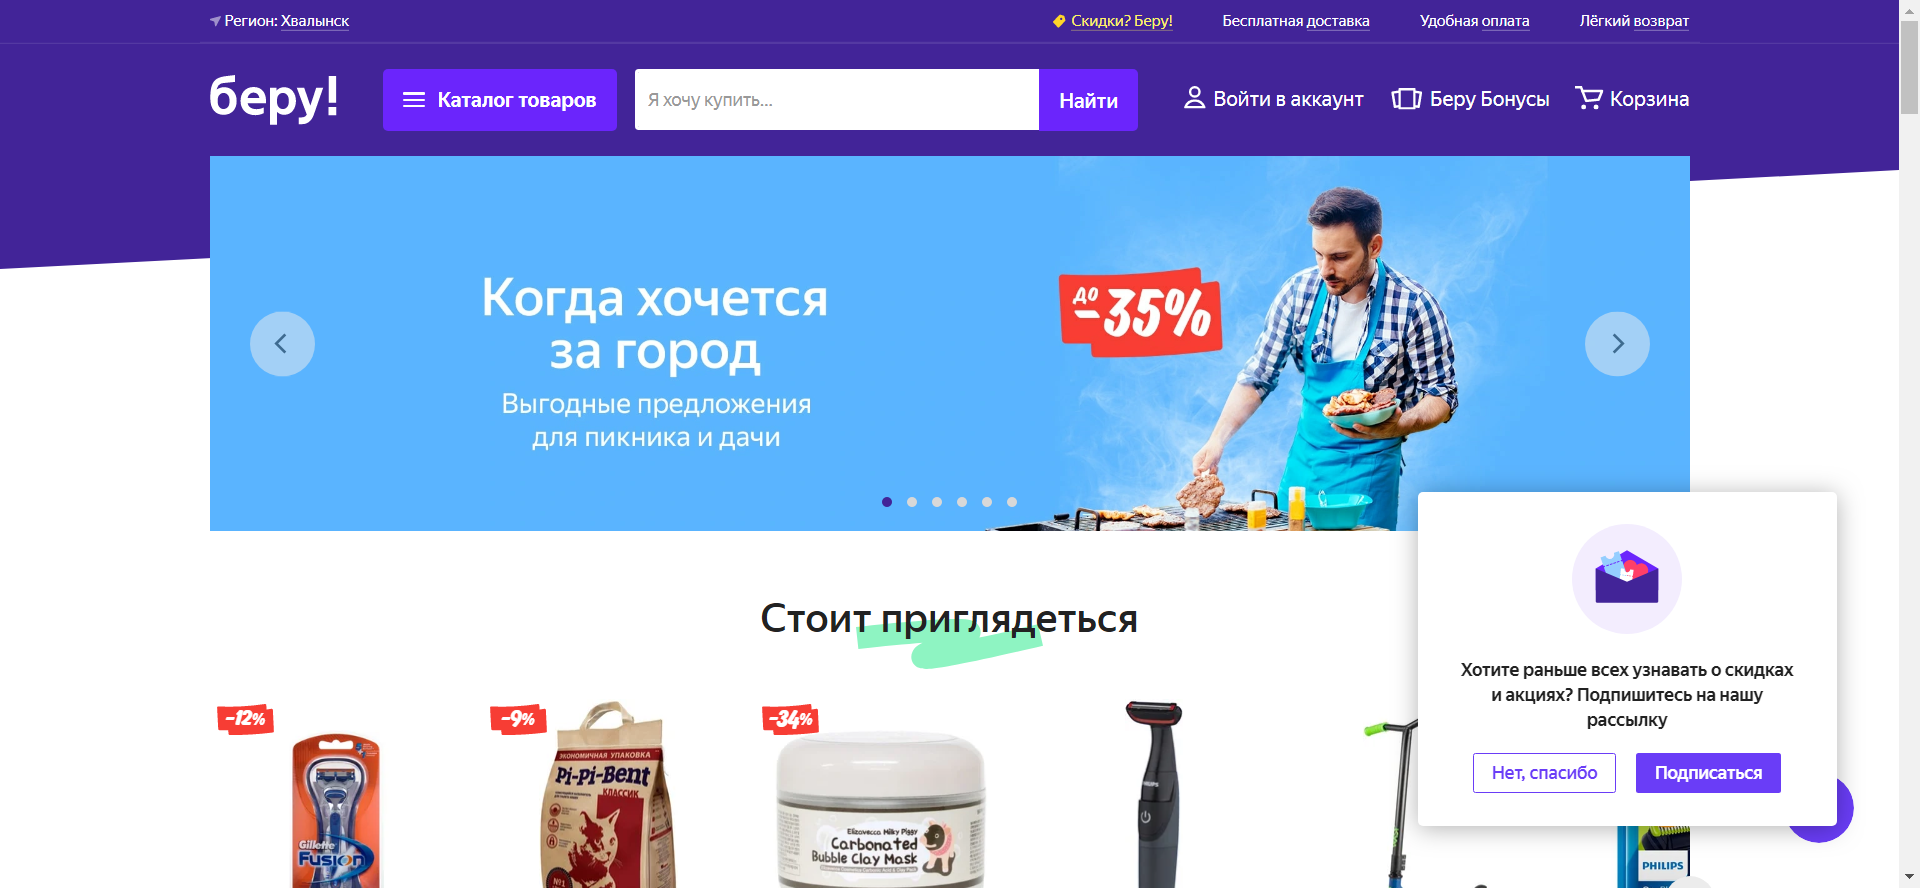 Регион: Хвалынск
Скидки? Беру!
Бесплатная доставка
Удобная оплата
Лёгкий возврат
беру!
Каталог товаров
Я хочу купить...
Найти
Войти в аккаунт
Беру Бонусы
Корзина
Когда хочется
за город
Выгодные предложения
для пикника и дачи
до
-35%
Стоит приглядеться
Хотите раньше всех узнавать о скидках
и акциях? Подпишитесь на нашу
рассылку
Нет, спасибо
Подписаться
-12%
-9%
-34%
Gillette
Fusion
ЭКОНОМИЧНАЯ УПАКОВКА
Pi-Pi-Bent
КЛАССИК
Elizavecca Milky Piggy
Carbonated
Bubble Clay Mask
PHILIPS
PHILIPS